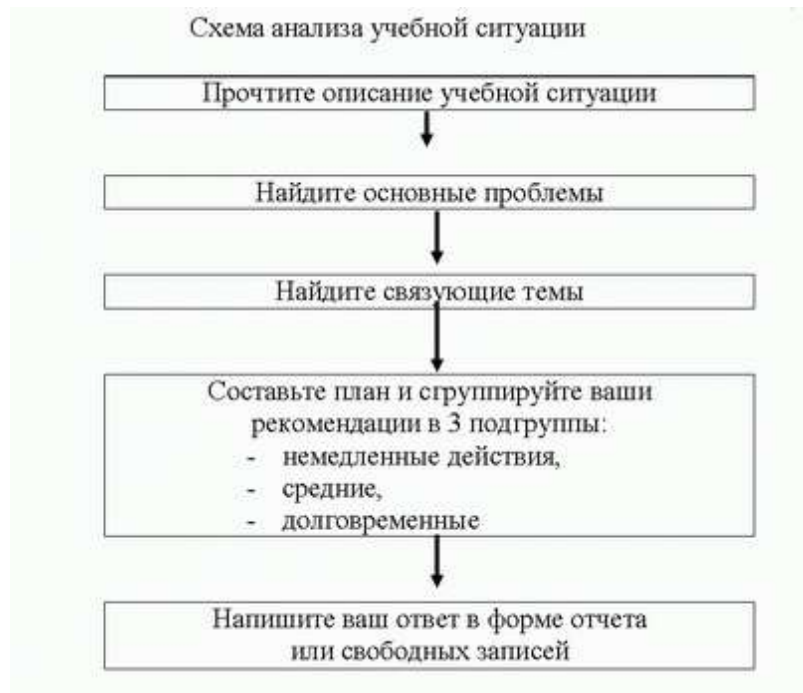 Схема анализа учебной ситуации
Прочтите описание учебной ситуации
Найдите основные проблемы
Найдите связующие темы
Составьте план и сгруппируйте ваши
рекомендации в 3 подгруппы:
- немедленные действия,
- средние,
- долговременные
Напишите ваш ответ в форме отчета
или свободных записей